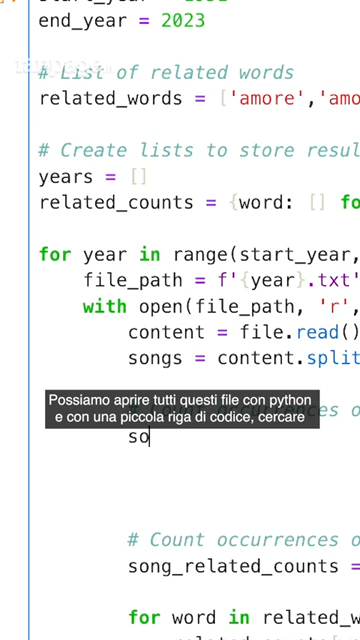 end_year = 2023
# List of related words
related_words = ['amore','amo
# Create lists to store resul
years = []
related_counts = {word: [] fo
for year in range(start_year,
file_path = f'{year}.txt'
with open(file_path, 'r',
content = file.read()
songs = content.split
Possiamo aprire tutti questi file con python
e con una piccola riga di codice, cercare
so
# Count occurrences o
song_related_counts =
for word in related_w